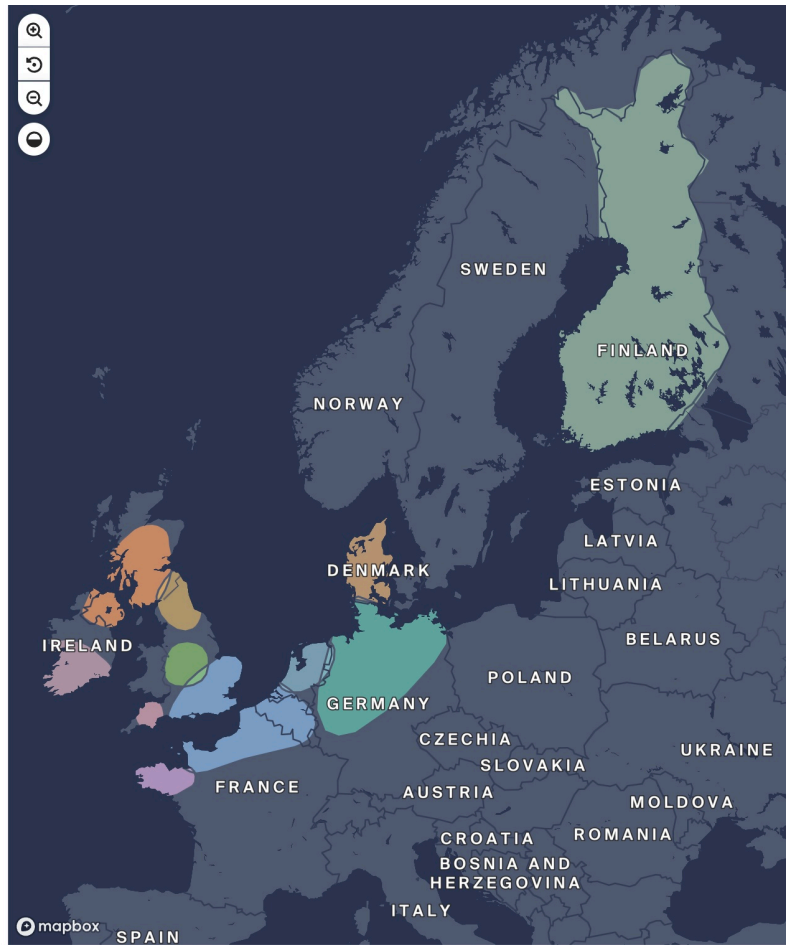 SWEDEN
FINLAND
NORWAY
ESTONIA
LATVIA
DENMARK
LITHUANIA
BELARUS
IRELAND
POLAND
GERMANY
CZECHIA
UKRAINE
SLOVAKIA
FRANCE
AUSTRIA
MOLDOVA
ROMANIA
CROATIA
BOSNIA AND
HERZEGOVINA
ITALY
mapbox
SPAIN